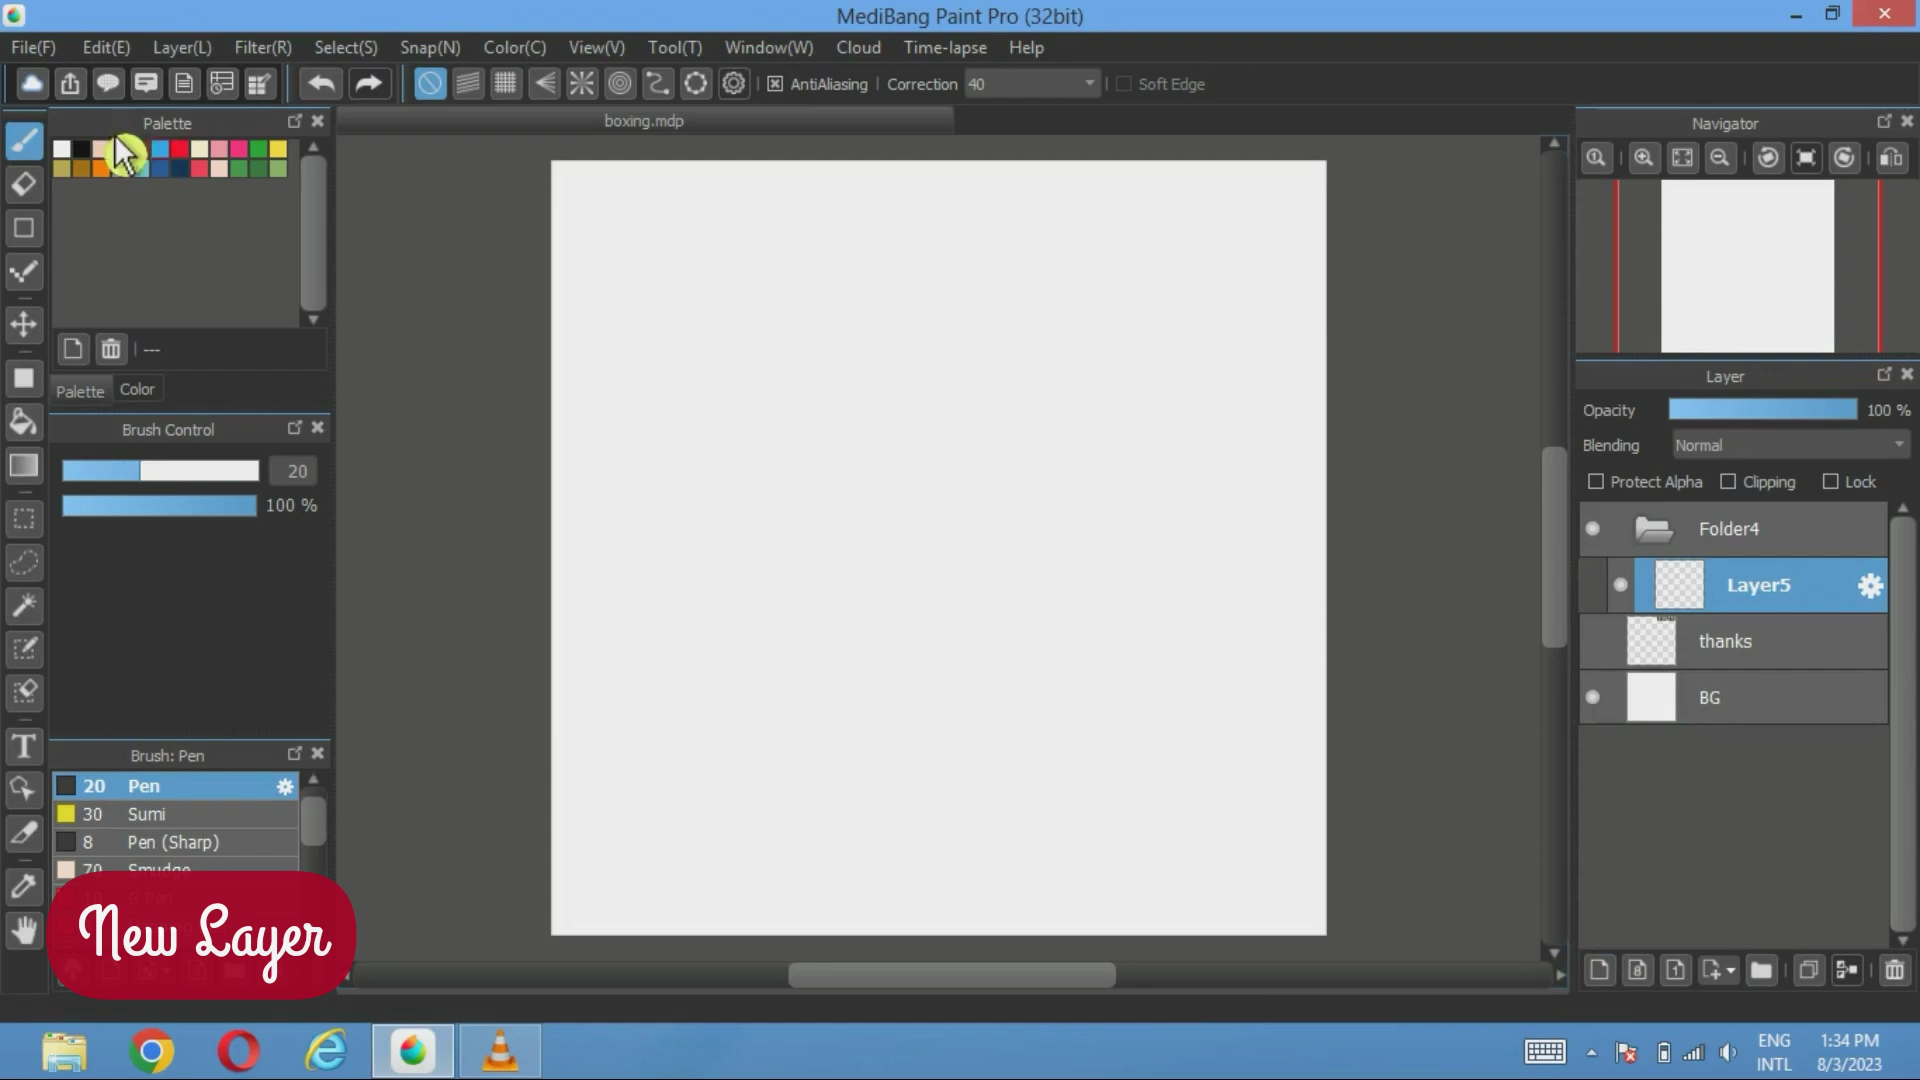 MediBang Paint Pro (32bit)
File(F) Edit(E) Layer(L) Filter(R) Select(S) Snap(N) Color(C) View(V) Tool(T) Window(W) Cloud Time-lapse Help
AntiAliasing Correction 40 Soft Edge
Palette
boxing.mdp
Navigator
---
Palette Color
Brush Control
20
100 %
Brush: Pen
20 Pen
30 Sumi
8 Pen (Sharp)
70 Smudge
New Layer
Layer
Opacity 100 %
Blending Normal
Protect Alpha Clipping Lock
Folder4
Layer5
thanks
BG
ENG
INTL
1:34 PM
8/3/2023